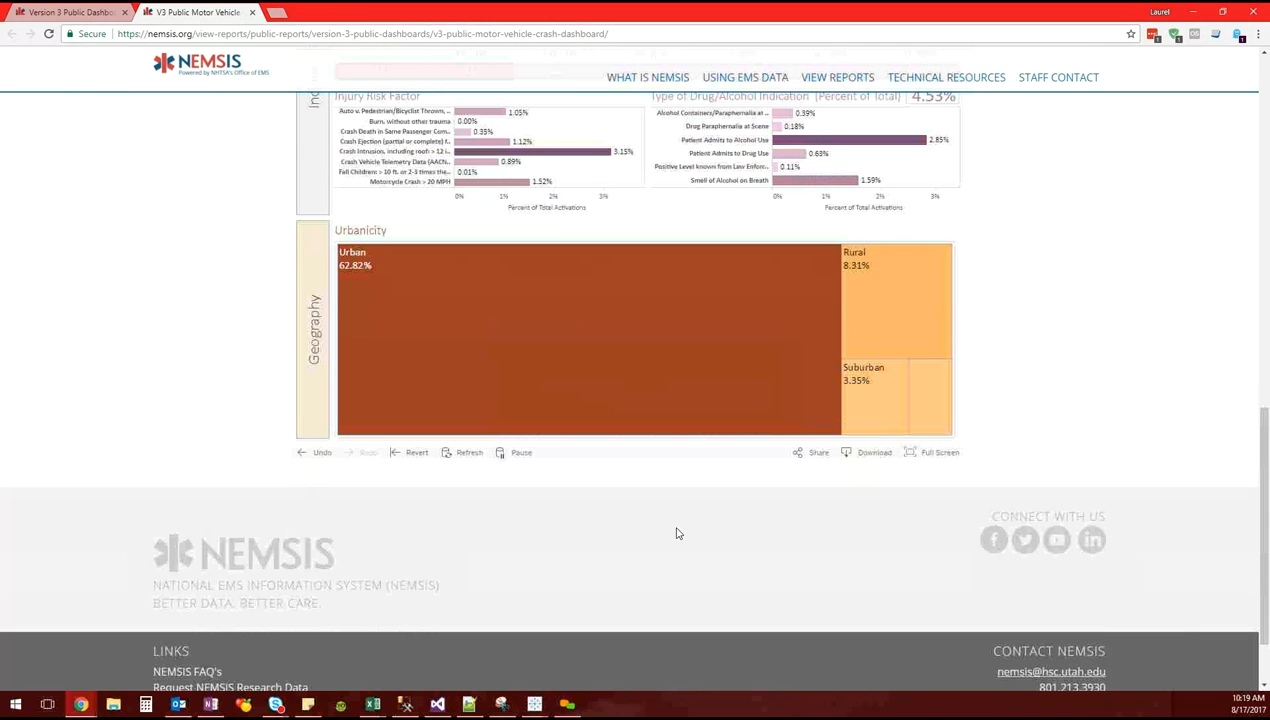 Version 3 Public Dashbo
V3 Public Motor Vehicle
Laurel
Secure
https://nemsis.org/view-reports/public-reports/version-3-public-dashboards/v3-public-motor-vehicle-crash-dashboard/
NEMSIS
Powered by NHTSA's Office of EMS
WHAT IS NEMSIS USING EMS DATA VIEW REPORTS TECHNICAL RESOURCES STAFF CONTACT
Injury Risk Factor
Auto v. Pedestrian/Bicyclist Thrown, .. 1.05%
Burn, without other trauma 0.00%
Crash Death in Same Passenger Com.. 0.35%
Crash Ejection (partial or complete) f.. 1.12%
Crash Intrusion, including roof: > 12 i.. 3.15%
Crash Vehicle Telemetry Data (AACN.. 0.89%
Fall Children: > 10 ft. or 2-3 times the.. 0.01%
Motorcycle Crash > 20 MPH 1.52%
0% 1% 2% 3%
Percent of Total Activations
Type of Drug/Alcohol Indication (Percent of Total) 4.53%
Alcohol Containers/Paraphernalia at .. 0.39%
Drug Paraphernalia at Scene 0.18%
Patient Admits to Alcohol Use 2.85%
Patient Admits to Drug Use 0.63%
Positive Level known from Law Enforc.. 0.11%
Smell of Alcohol on Breath 1.59%
0% 1% 2% 3%
Percent of Total Activations
Geography
Urbanicity
Urban
62.82%
Rural
8.31%
Suburban
3.35%
Undo Redo Revert Refresh Pause
Share Download Full Screen
NEMSIS
NATIONAL EMS INFORMATION SYSTEM (NEMSIS)
BETTER DATA. BETTER CARE.
CONNECT WITH US
LINKS
NEMSIS FAQ's
Request NEMSIS Research Data
CONTACT NEMSIS
nemsis@hsc.utah.edu
801.213.3930
10:19 AM
8/17/2017